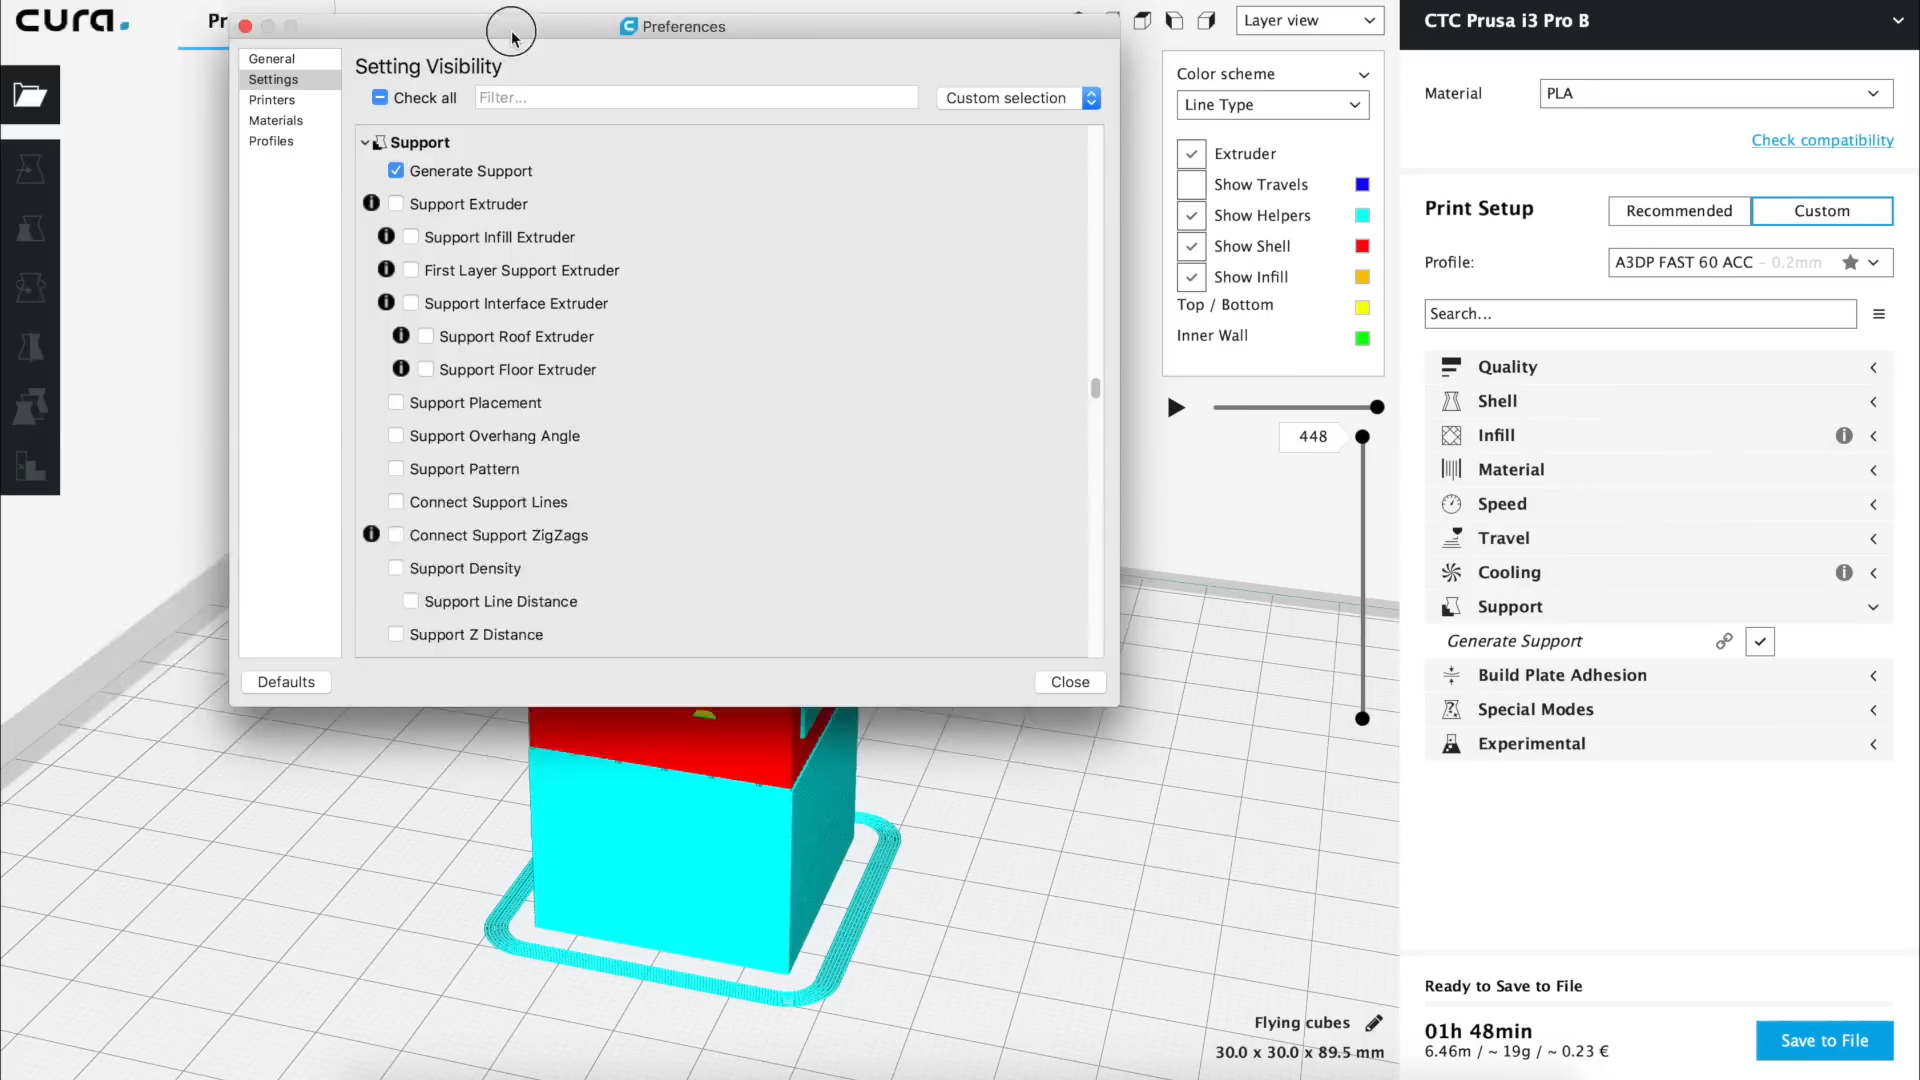 cura.
Pr
Preferences
General
Settings
Printers
Materials
Profiles
Setting Visibility
Check all
Filter...
Custom selection
Support
Generate Support
Support Extruder
Support Infill Extruder
First Layer Support Extruder
Support Interface Extruder
Support Roof Extruder
Support Floor Extruder
Support Placement
Support Overhang Angle
Support Pattern
Connect Support Lines
Connect Support ZigZags
Support Density
Support Line Distance
Support Z Distance
Defaults
Close
Layer view
Color scheme
Line Type
Extruder
Show Travels
Show Helpers
Show Shell
Show Infill
Top / Bottom
Inner Wall
448
CTC Prusa i3 Pro B
Material
PLA
Check compatibility
Print Setup
Recommended
Custom
Profile:
A3DP FAST 60 ACC - 0.2mm
Search...
Quality
Shell
Infill
Material
Speed
Travel
Cooling
Support
Generate Support
Build Plate Adhesion
Special Modes
Experimental
Flying cubes
30.0 x 30.0 x 89.5 mm
Ready to Save to File
01h 48min
6.46m / ~ 19g / ~ 0.23 €
Save to File